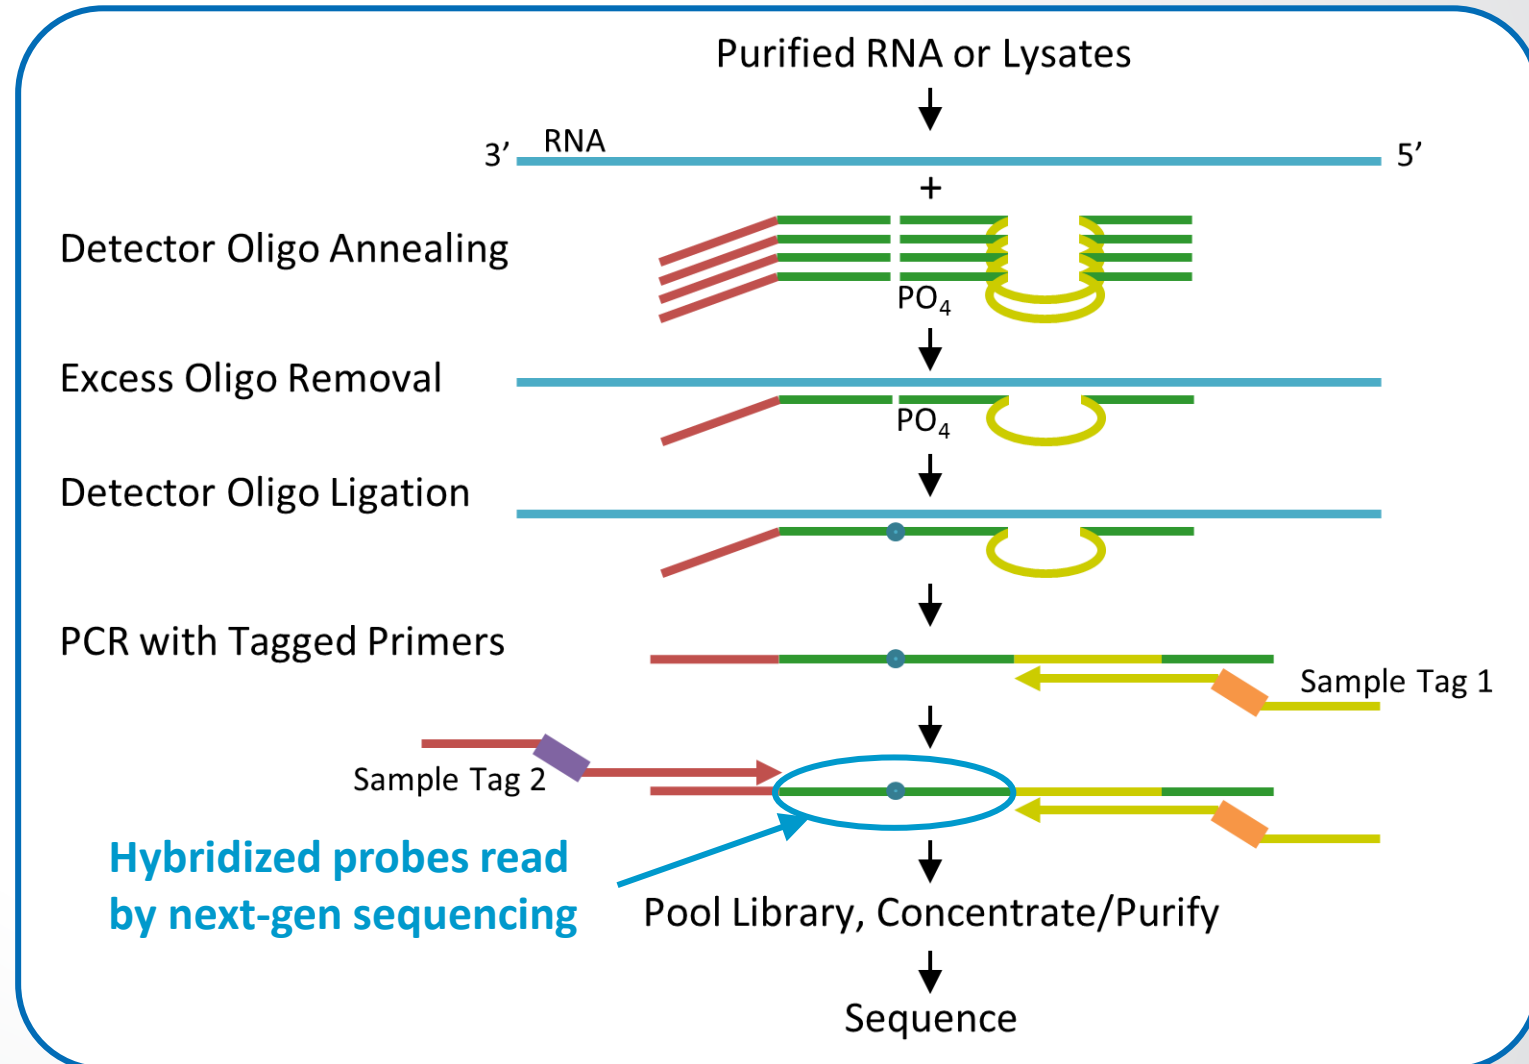 Purified RNA or Lysates
3’ RNA 5’
+
Detector Oligo Annealing
PO₄
Excess Oligo Removal
PO₄
Detector Oligo Ligation
PCR with Tagged Primers
Sample Tag 1
Sample Tag 2
Hybridized probes read
by next-gen sequencing
Pool Library, Concentrate/Purify
Sequence